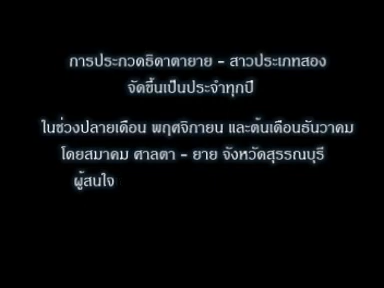 การประกวดธิดาตายาย - สาวประเภทสอง
จัดขึ้นเป็นประจำทุกปี
ในช่วงปลายเดือน พฤศจิกายน และต้นเดือนธันวาคม
โดยสมาคม ศาลตา - ยาย จังหวัดสุรรณบุรี
ผู้สนใจ